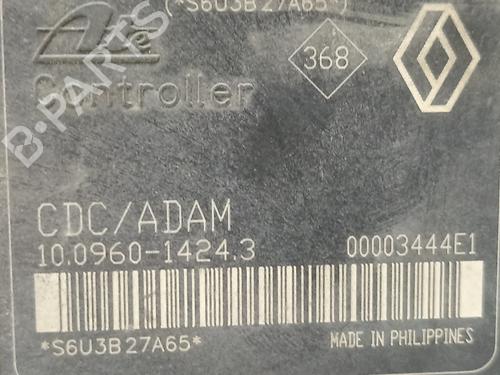 (*S6U3B27A65*)
Ate
368
Controller
B-PARTS
CDC/ADAM
10.0960-1424.3 00003444E1
*S6U3B27A65*
MADE IN PHILIPPINES